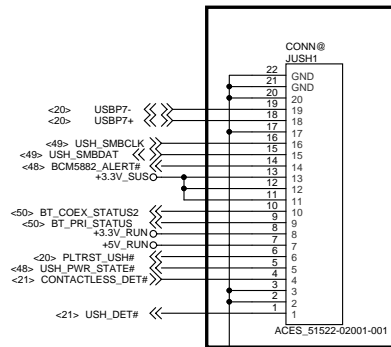 CONN@
JUSH1
22 GND
21 GND
20 20
<20> USBP7- 19 19
<20> USBP7+ 18 18
17 17
<49> USH_SMBCLK 16 16
<49> USH_SMBDAT 15 15
<48> BCM5882_ALERT# 14 14
+3.3V_SUS 13 13
12 12
11 11
<50> BT_COEX_STATUS2 10 10
<50> BT_PRI_STATUS 9 9
+3.3V_RUN 8 8
+5V_RUN 7 7
<20> PLTRST_USH# 6 6
<48> USH_PWR_STATE# 5 5
<21> CONTACTLESS_DET# 4 4
3 3
2 2
<21> USH_DET# 1 1
ACES_51522-02001-001